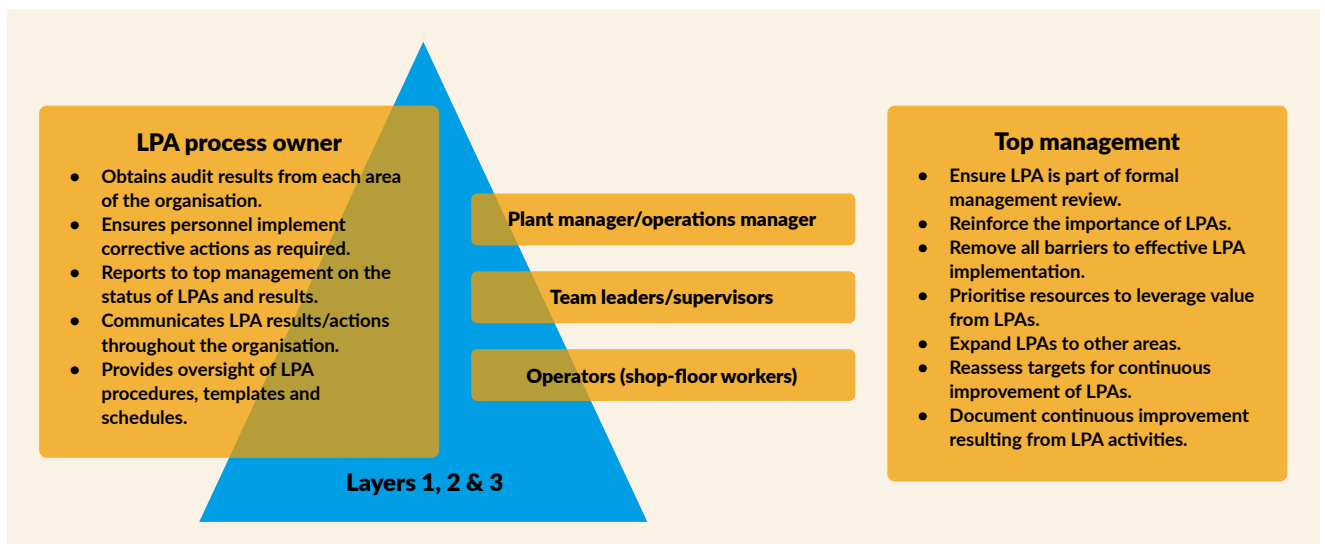 LPA process owner
● Obtains audit results from each area
of the organisation.
● Ensures personnel implement
corrective actions as required.
● Reports to top management on the
status of LPAs and results.
● Communicates LPA results/actions
throughout the organisation.
● Provides oversight of LPA
procedures, templates and
schedules.
Plant manager/operations manager
Team leaders/supervisors
Operators (shop-floor workers)
Layers 1, 2 & 3
Top management
● Ensure LPA is part of formal
management review.
● Reinforce the importance of LPAs.
● Remove all barriers to effective LPA
implementation.
● Prioritise resources to leverage value
from LPAs.
● Expand LPAs to other areas.
● Reassess targets for continuous
improvement of LPAs.
● Document continuous improvement
resulting from LPA activities.